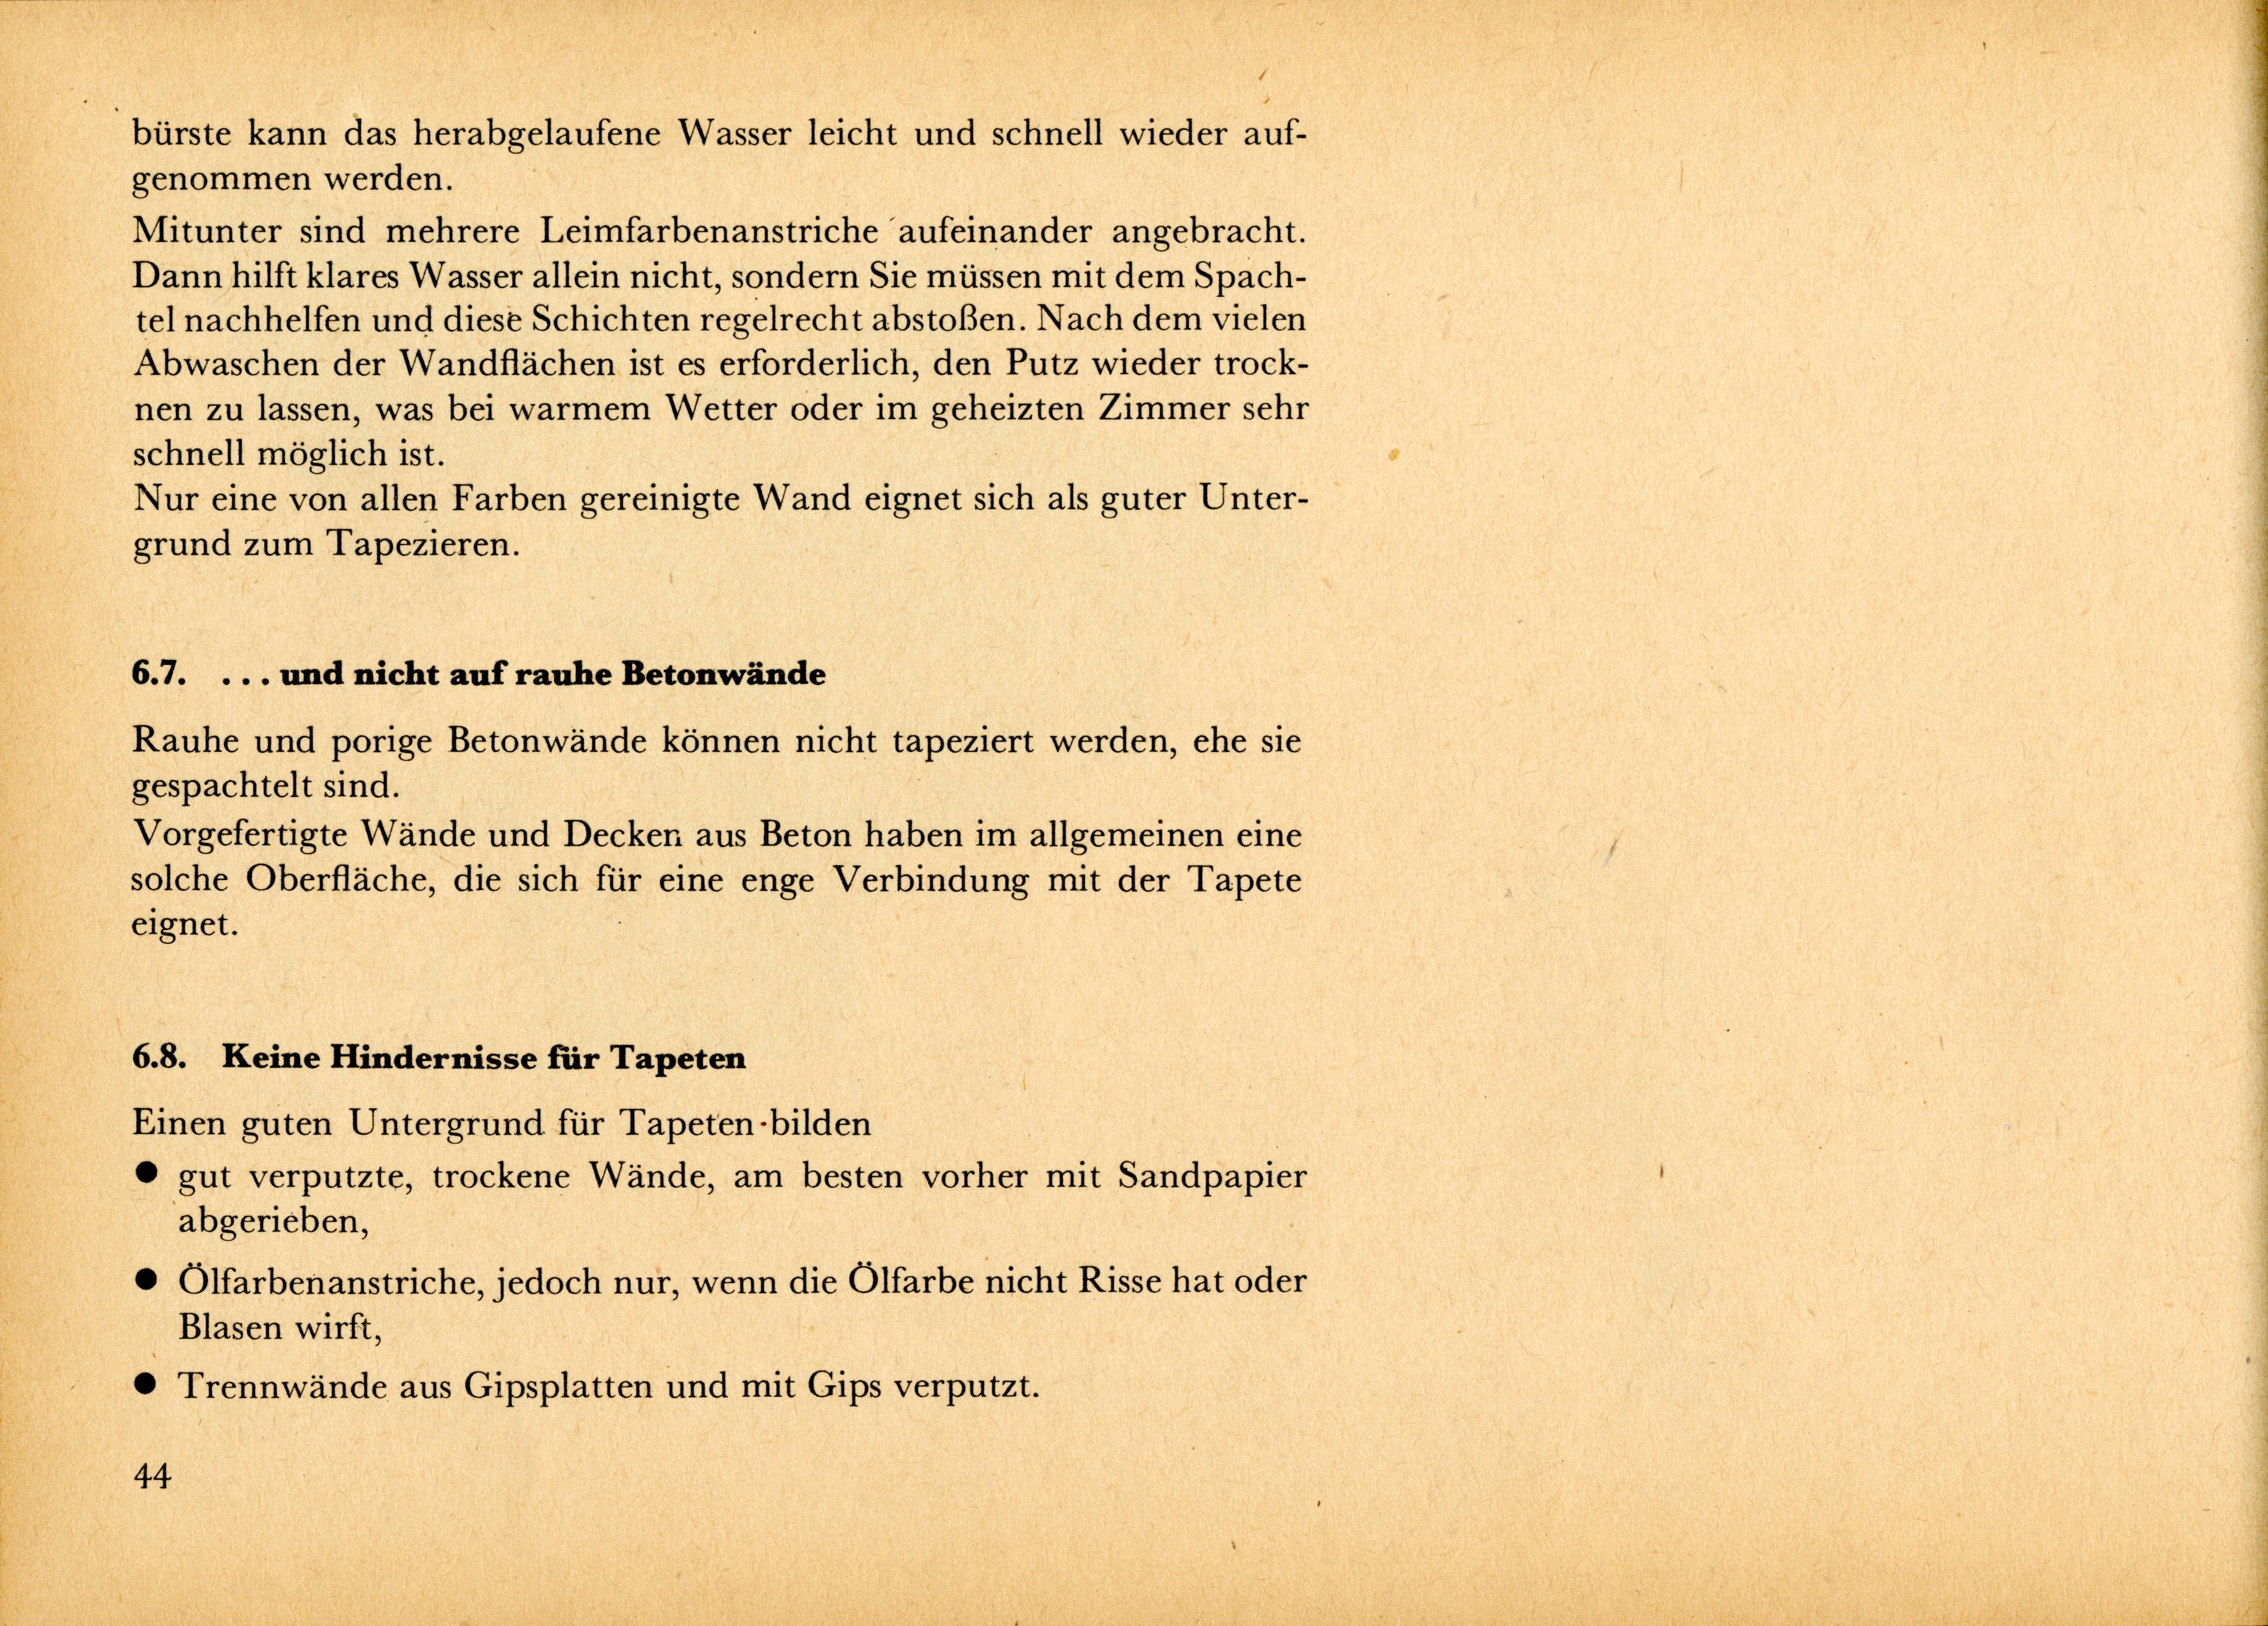 bürste kann das herabgelaufene Wasser leicht und schnell wieder auf-
genommen werden.
Mitunter sind mehrere Leimfarbenanstriche aufeinander angebracht.
Dann hilft klares Wasser allein nicht, sondern Sie müssen mit dem Spach-
tel nachhelfen und diese Schichten regelrecht abstoßen. Nach dem vielen
Abwaschen der Wandflächen ist es erforderlich, den Putz wieder trock-
nen zu lassen, was bei warmem Wetter oder im geheizten Zimmer sehr
schnell möglich ist.
Nur eine von allen Farben gereinigte Wand eignet sich als guter Unter-
grund zum Tapezieren.
6.7. ... und nicht auf rauhe Betonwände
Rauhe und porige Betonwände können nicht tapeziert werden, ehe sie
gespachtelt sind.
Vorgefertigte Wände und Decken aus Beton haben im allgemeinen eine
solche Oberfläche, die sich für eine enge Verbindung mit der Tapete
eignet.
6.8. Keine Hindernisse für Tapeten
Einen guten Untergrund für Tapeten bilden
● gut verputzte, trockene Wände, am besten vorher mit Sandpapier
abgerieben,
● Ölfarbenanstriche, jedoch nur, wenn die Ölfarbe nicht Risse hat oder
Blasen wirft,
● Trennwände aus Gipsplatten und mit Gips verputzt.
44